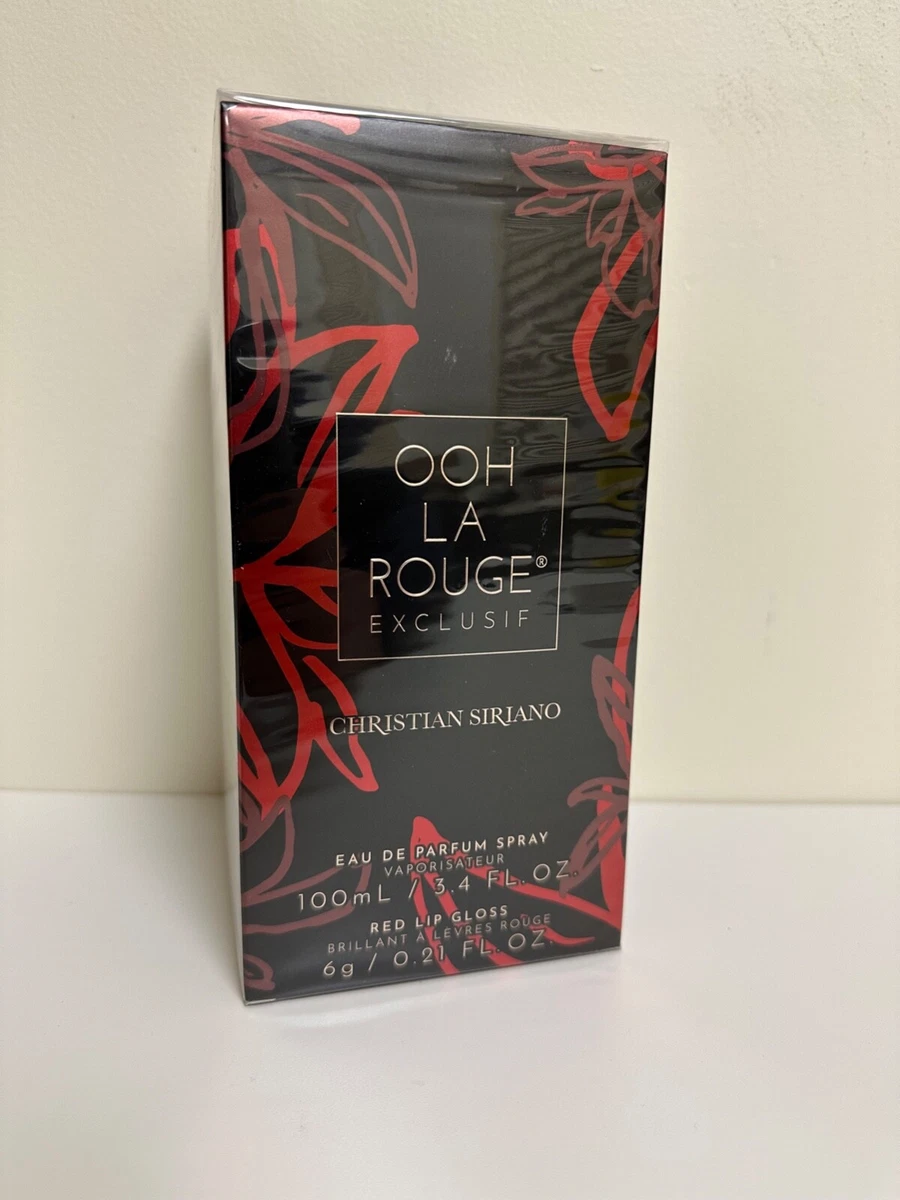 OOH
LA
ROUGE®
EXCLUSIF
CHRISTIAN SIRIANO
EAU DE PARFUM SPRAY
VAPORISATEUR
100mL / 3.4 FL. OZ.
RED LIP GLOSS
BRILLANT À LÈVRES ROUGE
6g / 0.21 FL. OZ.